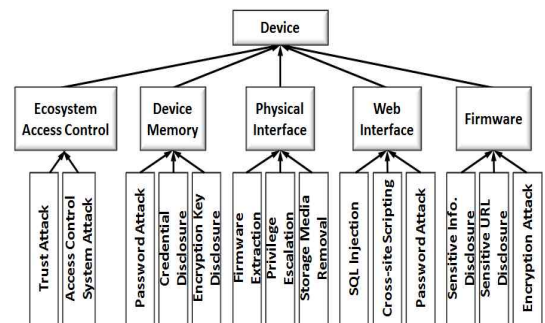 Device
Ecosystem
Access Control
Device
Memory
Physical
Interface
Web
Interface
Firmware
Trust Attack
Access Control
System Attack
Password Attack
Credential
Disclosure
Encryption Key
Disclosure
Firmware
Extraction
Privilege
Escalation
Storage Media
Removal
SQL Injection
Cross-site Scripting
Password Attack
Sensitive Info.
Disclosure
Sensitive URL
Disclosure
Encryption Attack